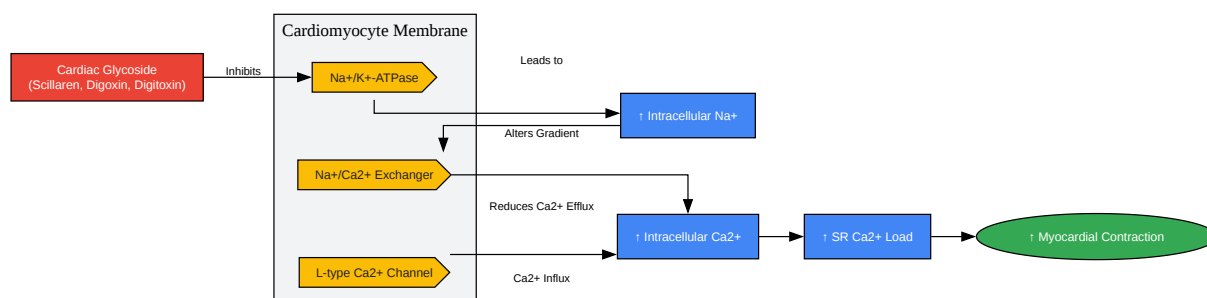 Cardiomyocyte Membrane
Cardiac Glycoside
(Scillaren, Digoxin, Digitoxin)
Inhibits
Na+/K+-ATPase
Leads to
↑ Intracellular Na+
Alters Gradient
Na+/Ca2+ Exchanger
Reduces Ca2+ Efflux
↑ Intracellular Ca2+
↑ SR Ca2+ Load
↑ Myocardial Contraction
L-type Ca2+ Channel
Ca2+ Influx